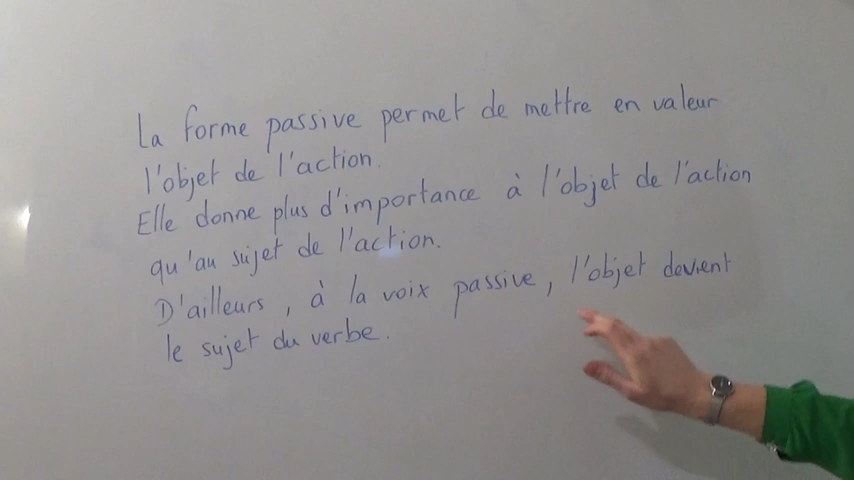 La forme passive permet de mettre en valeur
l'objet de l'action.
Elle donne plus d'importance à l'objet de l'action
qu'au sujet de l'action.
D'ailleurs, à la voix passive, l'objet devient
le sujet du verbe.